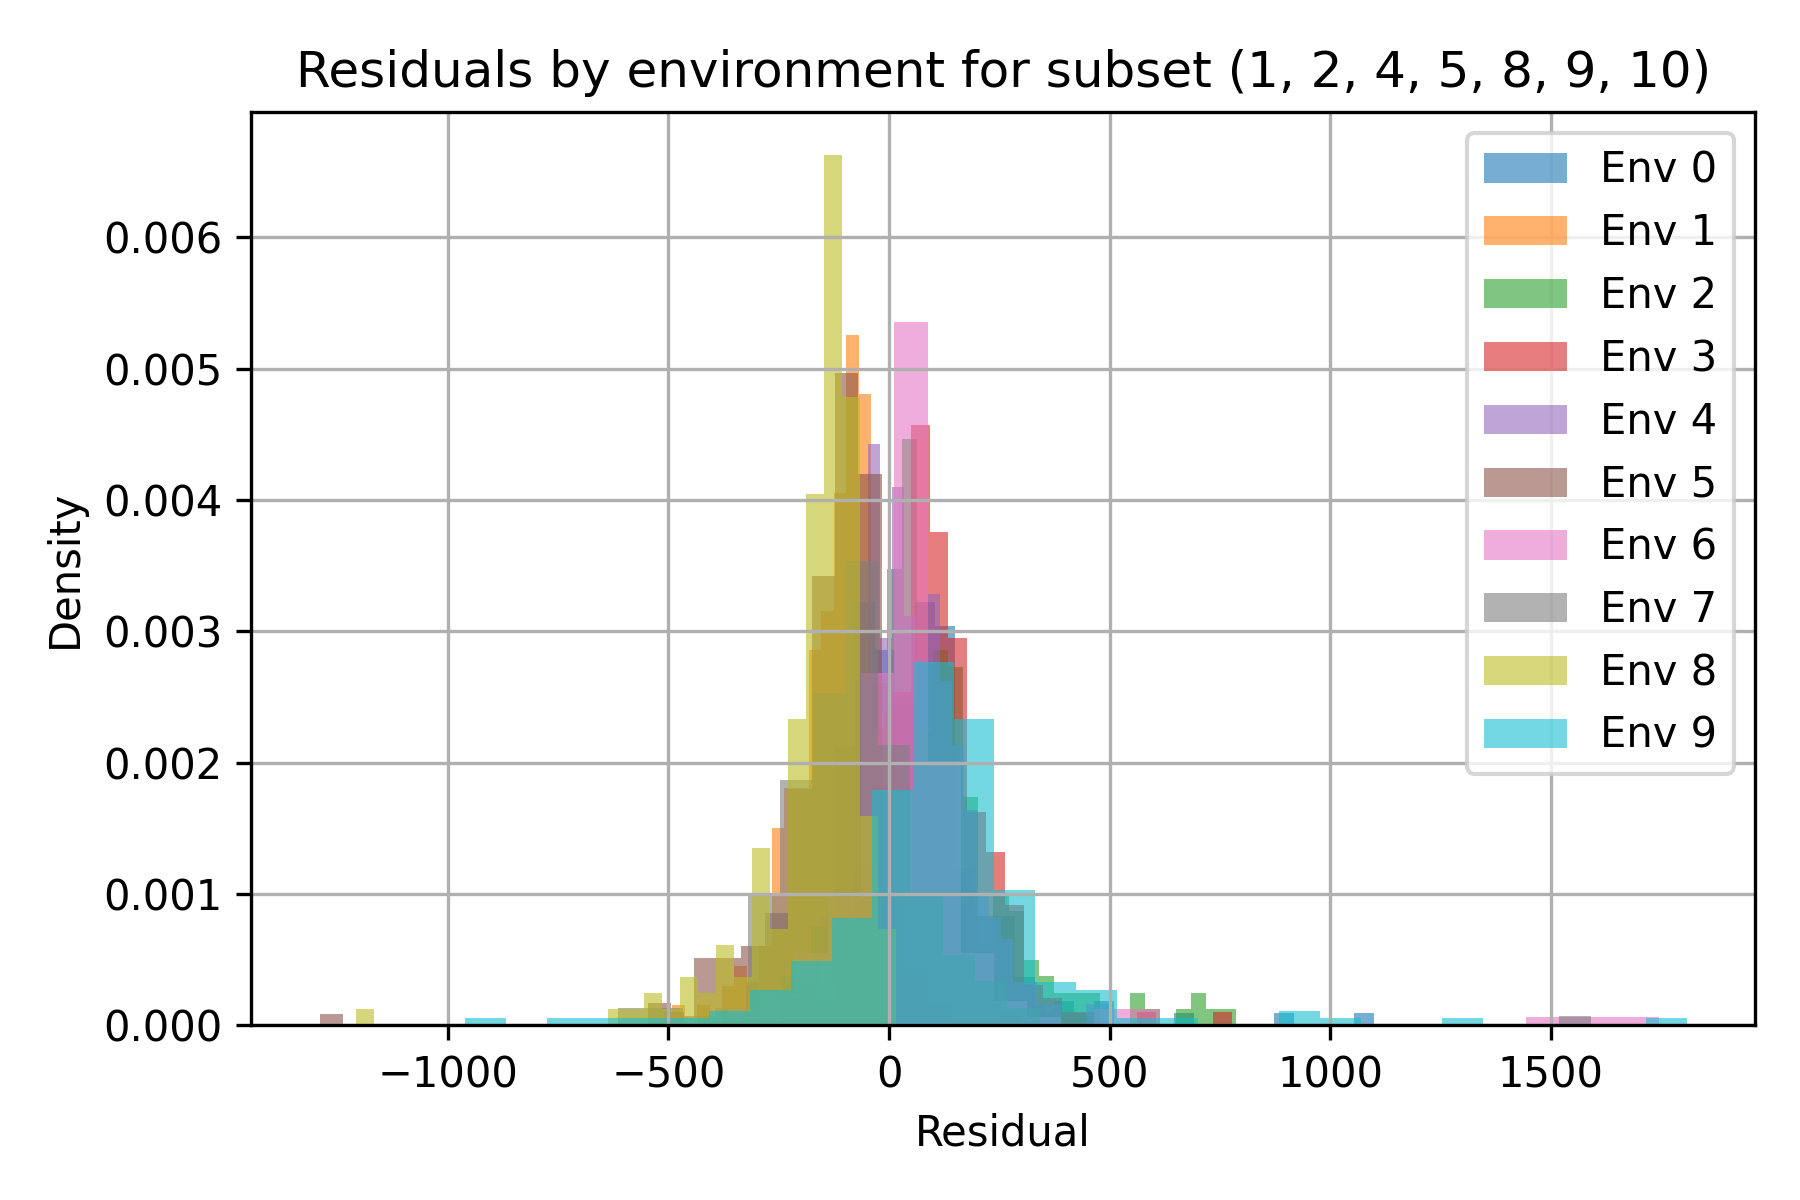 Residuals by environment for subset (1, 2, 4, 5, 8, 9, 10)
Env 0
Env 1
Env 2
Env 3
Env 4
Env 5
Env 6
Env 7
Env 8
Env 9
Density
0.006
0.005
0.004
0.003
0.002
0.001
0.000
−1000 −500 0 500 1000 1500
Residual